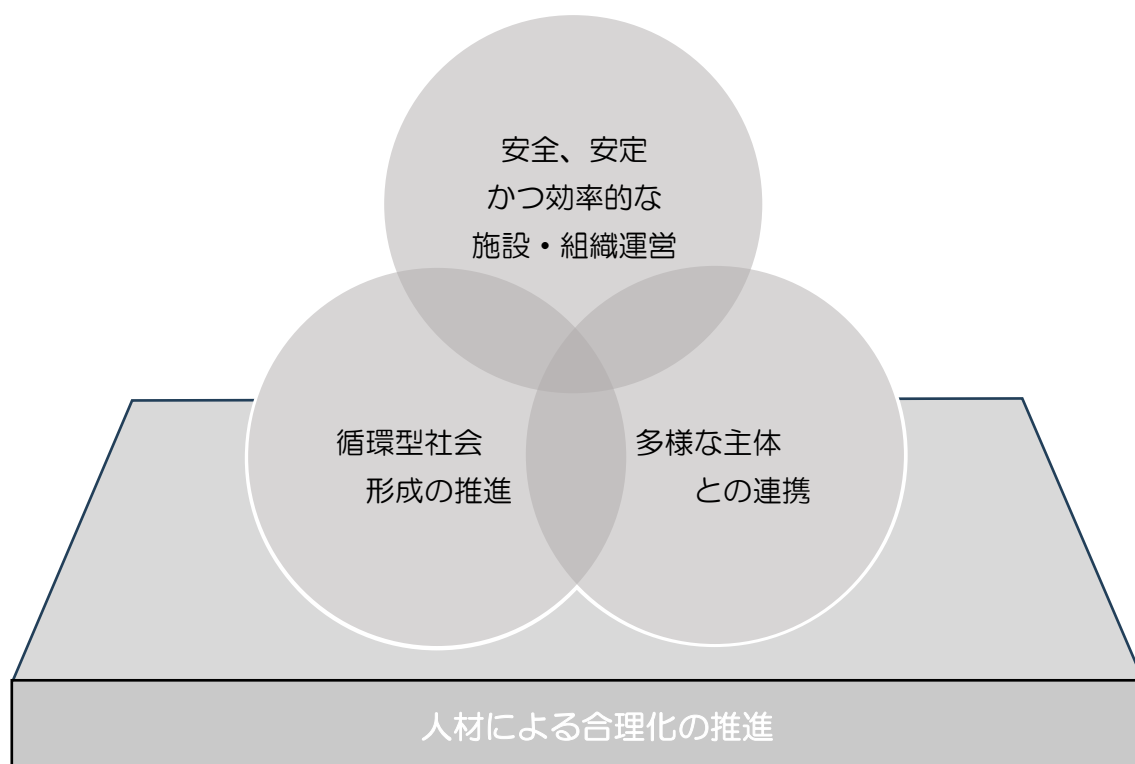 安全、安定
かつ効率的な
施設・組織運営
循環型社会
形成の推進
多様な主体
との連携
人材による合理化の推進